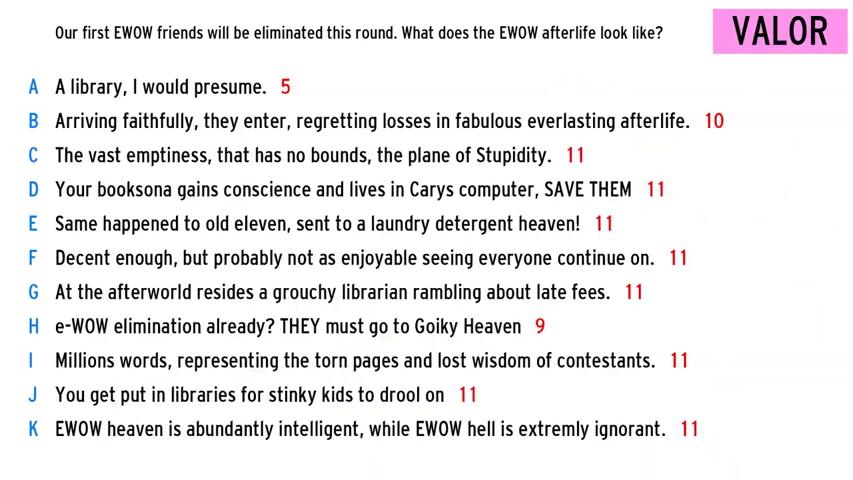 Our first EWOW friends will be eliminated this round. What does the EWOW afterlife look like?
VALOR
A A library, I would presume. 5
B Arriving faithfully, they enter, regretting losses in fabulous everlasting afterlife. 10
C The vast emptiness, that has no bounds, the plane of Stupidity. 11
D Your booksona gains conscience and lives in Carys computer, SAVE THEM 11
E Same happened to old eleven, sent to a laundry detergent heaven! 11
F Decent enough, but probably not as enjoyable seeing everyone continue on. 11
G At the afterworld resides a grouchy librarian rambling about late fees. 11
H e-WOW elimination already? THEY must go to Goiky Heaven 9
I Millions words, representing the torn pages and lost wisdom of contestants. 11
J You get put in libraries for stinky kids to drool on 11
K EWOW heaven is abundantly intelligent, while EWOW hell is extremly ignorant. 11